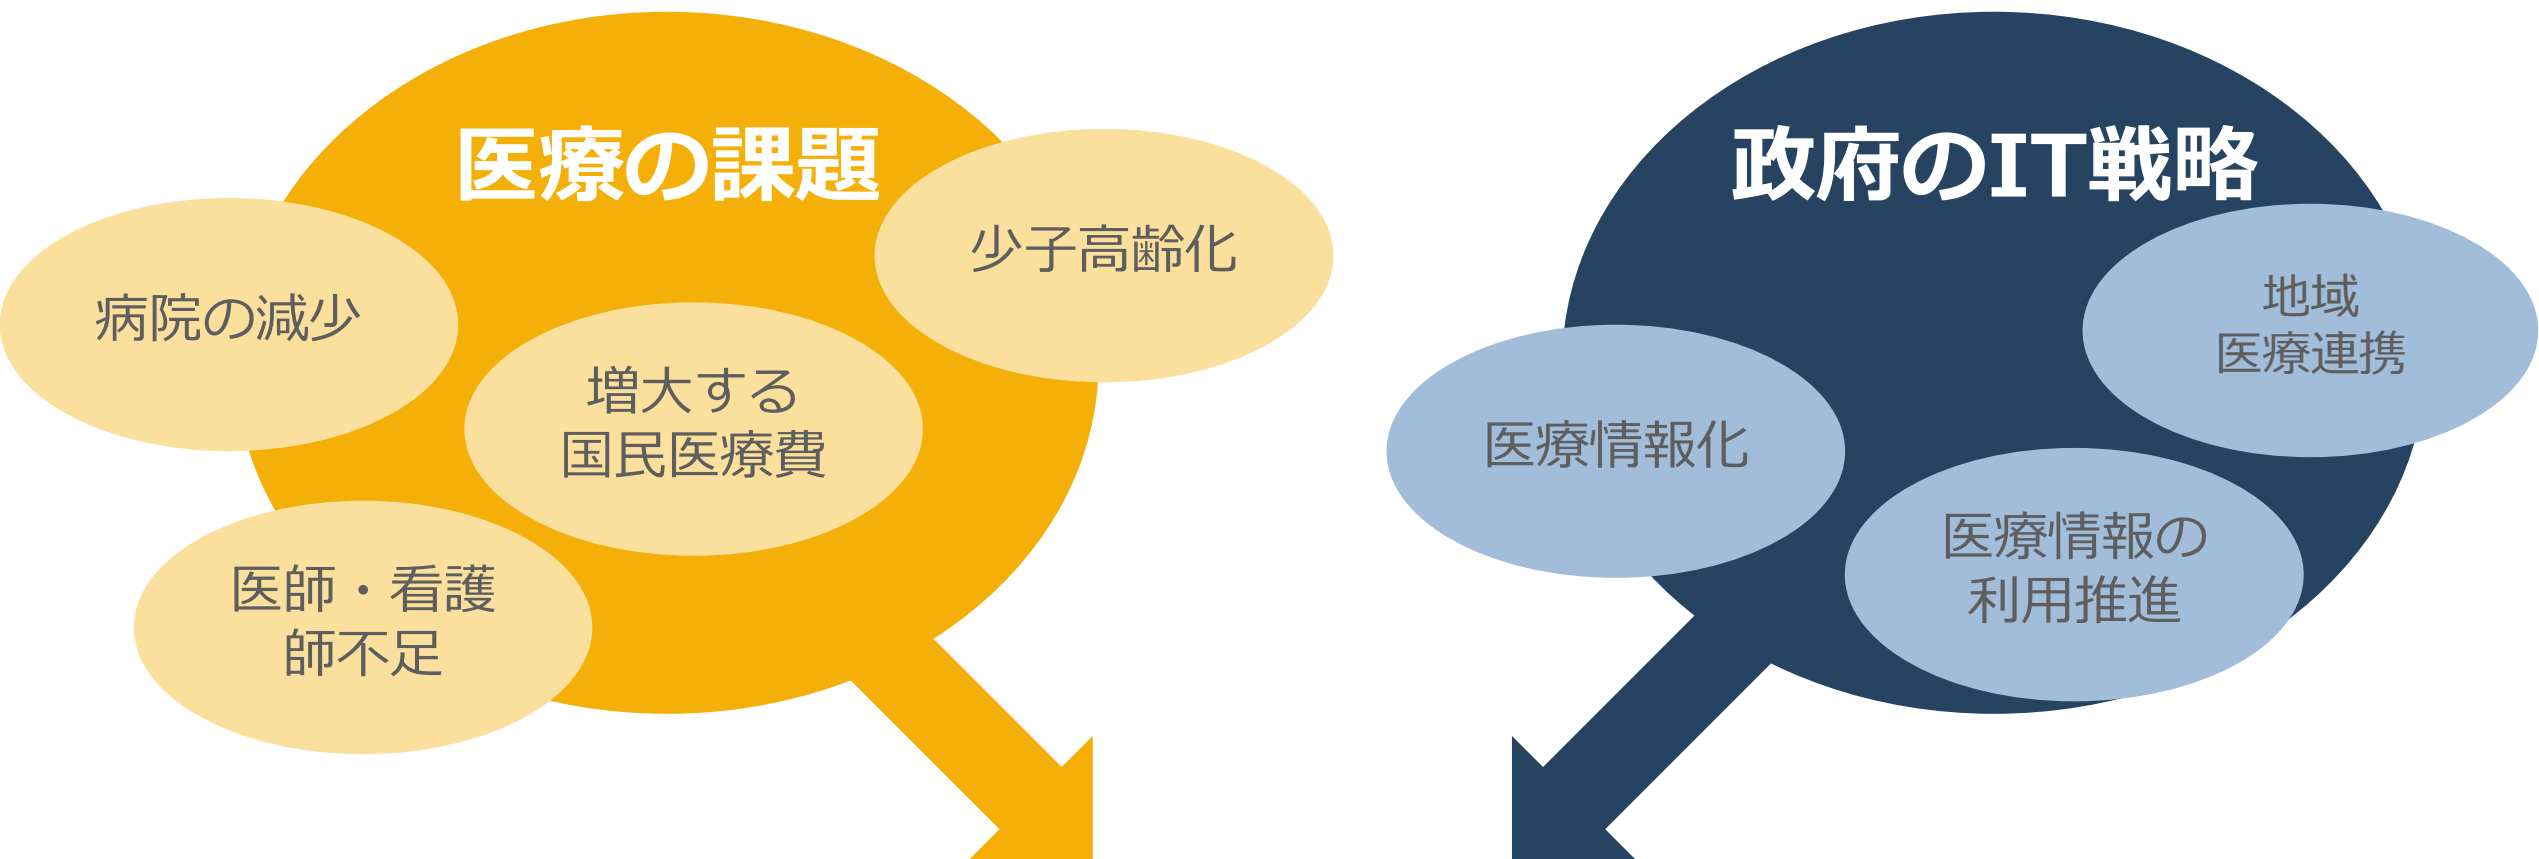 医療の課題
少子高齢化
病院の減少
増大する
国民医療費
医師・看護
師不足
政府のIT戦略
地域
医療連携
医療情報化
医療情報の
利用推進